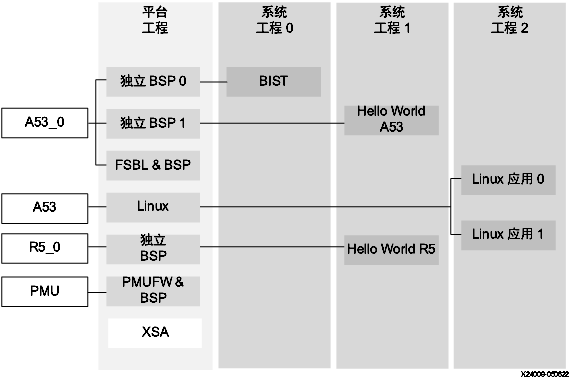 平台
工程
系统
工程 0
系统
工程 1
系统
工程 2
独立 BSP 0
BIST
A53_0
独立 BSP 1
Hello World
A53
FSBL & BSP
Linux 应用 0
A53
Linux
Linux 应用 1
R5_0
独立
BSP
Hello World R5
PMU
PMUFW &
BSP
XSA
X24009-050622